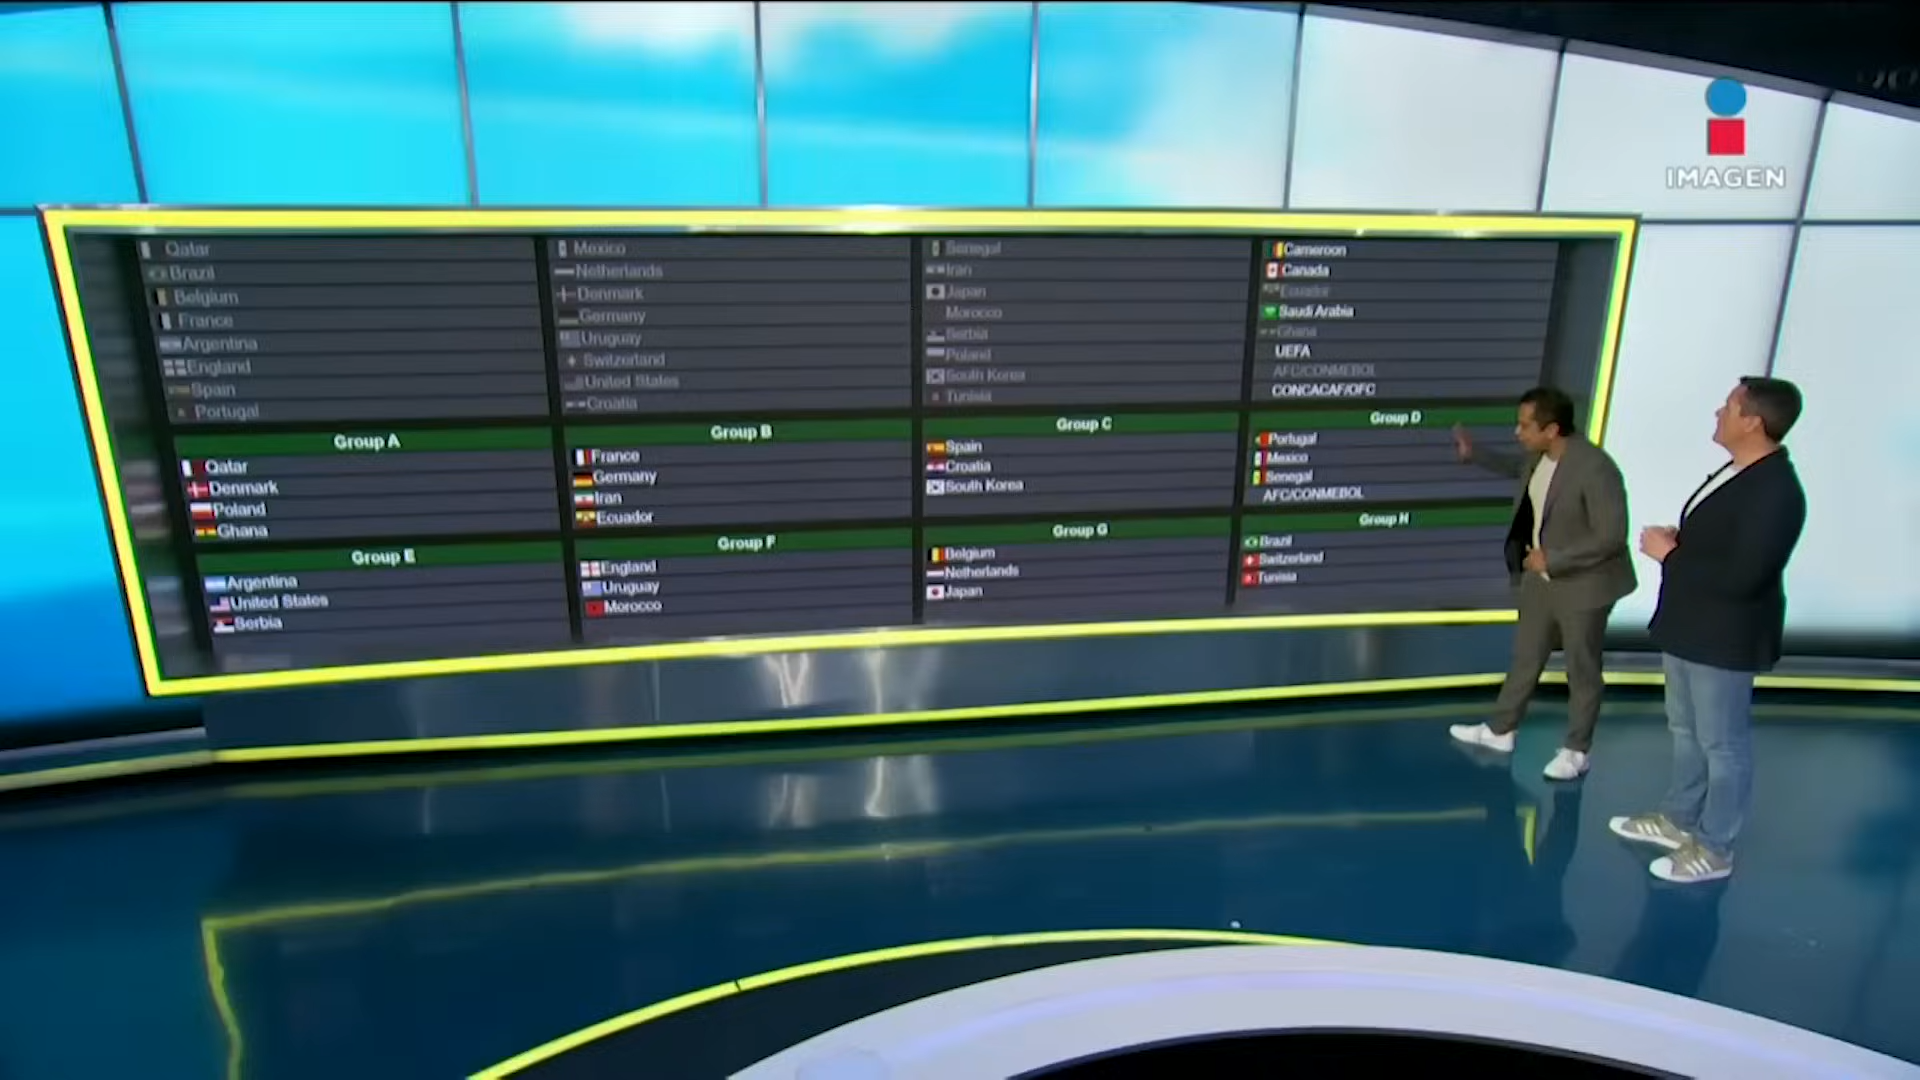 IMAGEN
Qatar
Brazil
Belgium
France
Argentina
England
Spain
Portugal
Mexico
Netherlands
Denmark
Germany
Uruguay
Switzerland
United States
Croatia
Senegal
Iran
Japan
Morocco
Serbia
Poland
South Korea
Tunisia
Cameroon
Canada
Ecuador
Saudi Arabia
Ghana
UEFA
AFC/CONMEBOL
CONCACAF/OFC
Group A
Qatar
Denmark
Poland
Ghana
Group B
France
Germany
Iran
Ecuador
Group C
Spain
Croatia
South Korea
Group D
Portugal
Mexico
Senegal
AFC/CONMEBOL
Group E
Argentina
United States
Serbia
Group F
England
Uruguay
Morocco
Group G
Belgium
Netherlands
Japan
Group H
Brazil
Switzerland
Tunisia